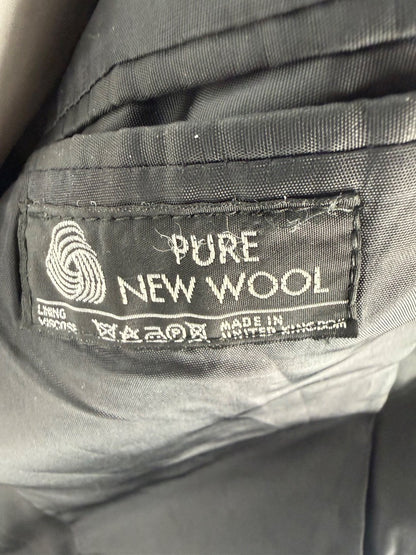 PURE
NEW WOOL
LINING
VISCOSE
MADE IN
UNITED KINGDOM